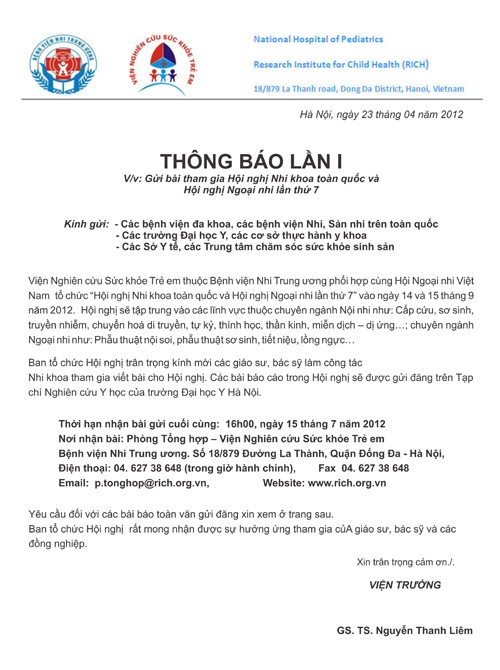 BỆNH VIỆN NHI TRUNG ƯƠNG
VIỆN NGHIÊN CỨU SỨC KHỎE TRẺ EM
National Hospital of Pediatrics
Research Institute for Child Health (RICH)
18/879 La Thanh road, Dong Da District, Hanoi, Vietnam
Hà Nội, ngày 23 tháng 04 năm 2012
THÔNG BÁO LẦN I
V/v: Gửi bài tham gia Hội nghị Nhi khoa toàn quốc và
Hội nghị Ngoại nhi lần thứ 7
Kính gửi: - Các bệnh viện đa khoa, các bệnh viện Nhi, Sản nhi trên toàn quốc
- Các trường Đại học Y, các cơ sở thực hành y khoa
- Các Sở Y tế, các Trung tâm chăm sóc sức khỏe sinh sản
Viện Nghiên cứu Sức khỏe Trẻ em thuộc Bệnh viện Nhi Trung ương phối hợp cùng Hội Ngoại nhi Việt
Nam tổ chức “Hội nghị Nhi khoa toàn quốc và Hội nghị Ngoại nhi lần thứ 7” vào ngày 14 và 15 tháng 9
năm 2012. Hội nghị sẽ tập trung vào các lĩnh vực thuộc chuyên ngành Nội nhi như: Cấp cứu, sơ sinh,
truyền nhiễm, chuyển hoá di truyền, tự kỷ, thính học, thần kinh, miễn dịch – dị ứng…; chuyên ngành
Ngoại nhi như: Phẫu thuật nội soi, phẫu thuật sơ sinh, tiết niệu, lồng ngực…
Ban tổ chức Hội nghị trân trọng kính mời các giáo sư, bác sỹ làm công tác
Nhi khoa tham gia viết bài cho Hội nghị. Các bài báo cáo trong Hội nghị sẽ được gửi đăng trên Tạp
chí Nghiên cứu Y học của trường Đại học Y Hà Nội.
Thời hạn nhận bài gửi cuối cùng: 16h00, ngày 15 tháng 7 năm 2012
Nơi nhận bài: Phòng Tổng hợp – Viện Nghiên cứu Sức khỏe Trẻ em
Bệnh viện Nhi Trung ương. Số 18/879 Đường La Thành, Quận Đống Đa - Hà Nội,
Điện thoại: 04. 627 38 648 (trong giờ hành chính), Fax 04. 627 38 648
Email: p.tonghop@rich.org.vn, Website: www.rich.org.vn
Yêu cầu đối với các bài báo toàn văn gửi đăng xin xem ở trang sau.
Ban tổ chức Hội nghị rất mong nhận được sự hưởng ứng tham gia củA giáo sư, bác sỹ và các
đồng nghiệp.
Xin trân trọng cảm ơn./.
VIỆN TRƯỞNG
GS. TS. Nguyễn Thanh Liêm